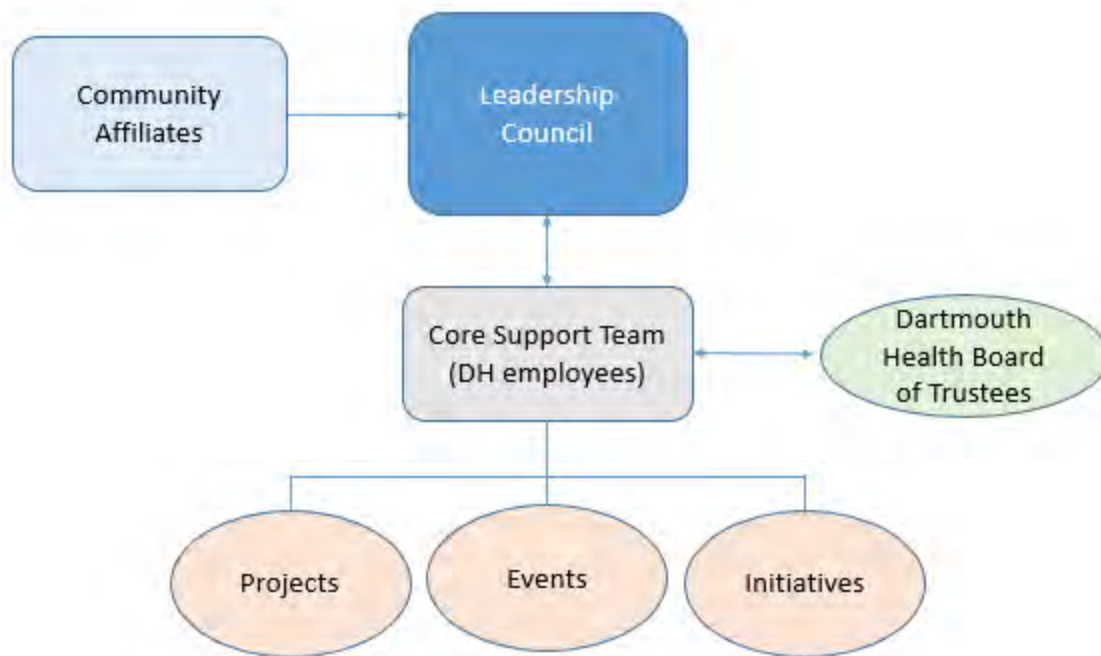 Community
Affiliates
Leadership
Council
Core Support Team
(DH employees)
Dartmouth
Health Board
of Trustees
Projects
Events
Initiatives